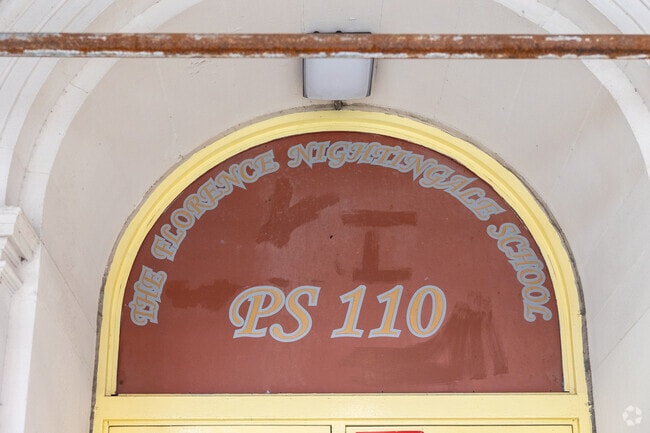 THE FLORENCE NIGHTINGALE SCHOOL
PS 110